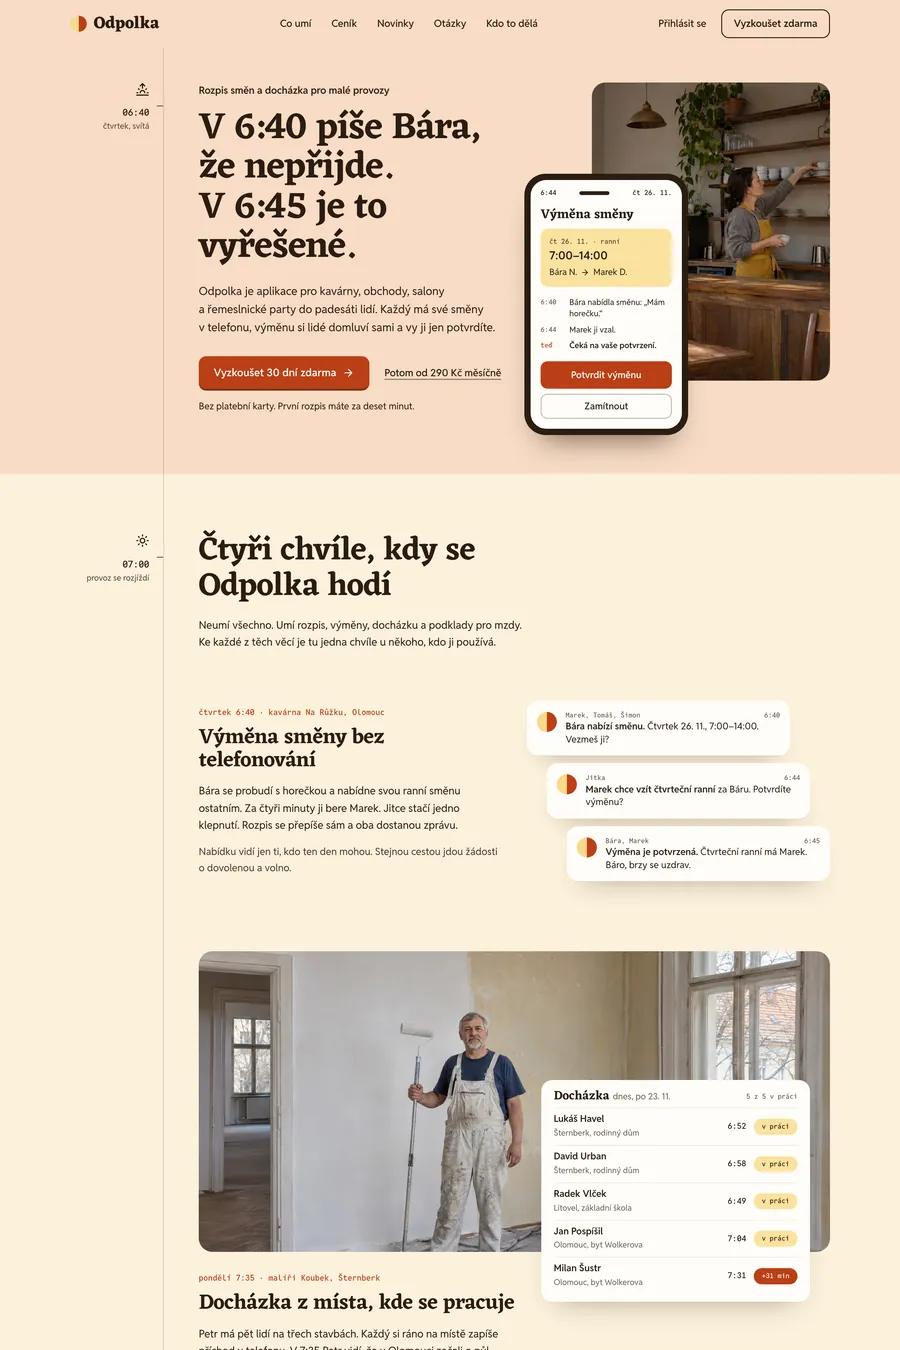 Odpolka
Co umí
Ceník
Novinky
Otázky
Kdo to dělá
Přihlásit se
Vyzkoušet zdarma
06:40
čtvrtek, svítá
Rozpis směn a docházka pro malé provozy
V 6:40 píše Bára,
že nepřijde.
V 6:45 je to
vyřešené.
Odpolka je aplikace pro kavárny, obchody, salony
a řemeslnické party do padesáti lidí. Každý má své směny
v telefonu, výměnu si lidé domluví sami a vy ji jen potvrdíte.
Vyzkoušet 30 dní zdarma →
Potom od 290 Kč měsíčně
Bez platební karty. První rozpis máte za deset minut.
6:44
čt 26. 11.
Výměna směny
čt 26. 11. · ranní
7:00–14:00
Bára N. → Marek D.
6:40 Bára nabídla směnu: „Mám
horečku.“
6:44 Marek ji vzal.
teď Čeká na vaše potvrzení.
Potvrdit výměnu
Zamítnout
07:00
provoz se rozjíždí
Čtyři chvíle, kdy se
Odpolka hodí
Neumí všechno. Umí rozpis, výměny, docházku a podklady pro mzdy.
Ke každé z těch věcí je tu jedna chvíle u někoho, kdo ji používá.
čtvrtek 6:40 · kavárna Na Růžku, Olomouc
Výměna směny bez
telefonování
Bára se probudí s horečkou a nabídne svou ranní směnu
ostatním. Za čtyři minuty ji bere Marek. Jitce stačí jedno
klepnutí. Rozpis se přepíše sám a oba dostanou zprávu.
Nabídku vidí jen ti, kdo ten den mohou. Stejnou cestou jdou žádosti
o dovolenou a volno.
Marek, Tomáš, Šimon 6:40
Bára nabízí směnu. Čtvrtek 26. 11., 7:00–14:00.
Vezmeš ji?
Jitka 6:44
Marek chce vzít čtvrteční ranní za Báru. Potvrdíte
výměnu?
Bára, Marek 6:45
Výměna je potvrzená. Čtvrteční ranní má Marek.
Báro, brzy se uzdrav.
Docházka dnes, po 23. 11. 5 z 5 v práci
Lukáš Havel
Šternberk, rodinný dům
6:52 v práci
David Urban
Šternberk, rodinný dům
6:58 v práci
Radek Vlček
Litovel, základní škola
6:49 v práci
Jan Pospíšil
Olomouc, byt Wolkerova
7:04 v práci
Milan Šustr
Olomouc, byt Wolkerova
7:31 +31 min
pondělí 7:35 · malíři Koubek, Šternberk
Docházka z místa, kde se pracuje
Petr má pět lidí na třech stavbách. Každý si ráno na místě zapíše